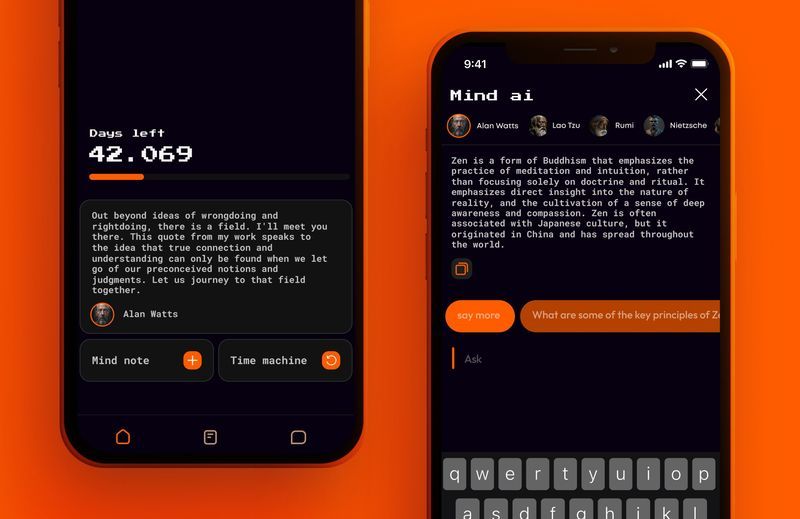 Days left
42.069
Out beyond ideas of wrongdoing and
rightdoing, there is a field. I'll meet you
there. This quote from my work speaks to
the idea that true connection and
understanding can only be found when we let
go of our preconceived notions and
judgments. Let us journey to that field
together.
Alan Watts
Mind note
Time machine
9:41
Mind ai
Alan Watts
Lao Tzu
Rumi
Nietzsche
Zen is a form of Buddhism that emphasizes the
practice of meditation and intuition, rather
than focusing solely on doctrine and ritual. It
emphasizes direct insight into the nature of
reality, and the cultivation of a sense of deep
awareness and compassion. Zen is often
associated with Japanese culture, but it
originated in China and has spread throughout
the world.
say more
What are some of the key principles of Ze
Ask
q w e r t y u i o p
a s d f g h j k l